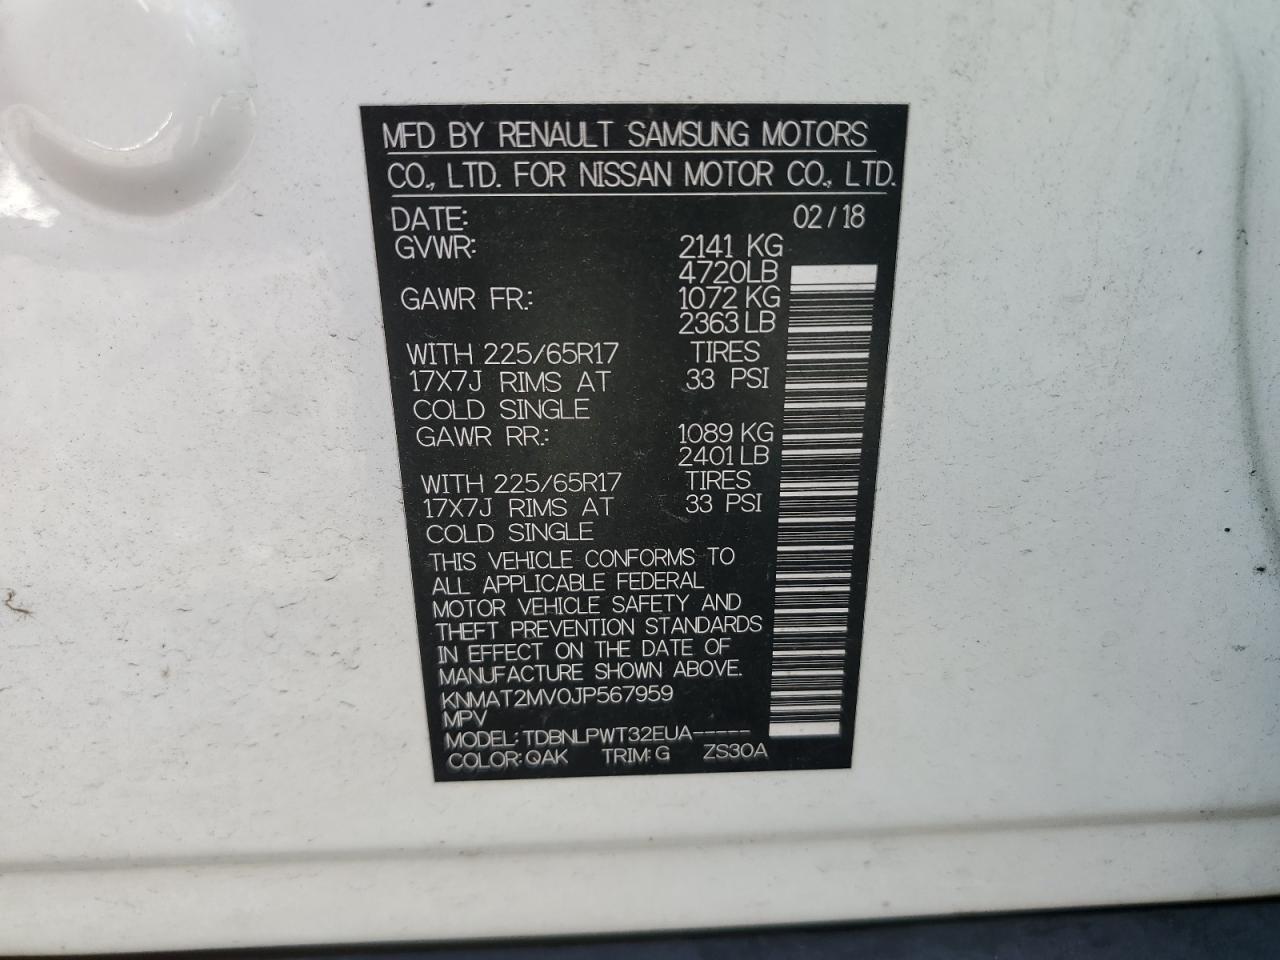 MFD BY RENAULT SAMSUNG MOTORS
CO., LTD. FOR NISSAN MOTOR CO., LTD.
DATE: 02/18
GVWR: 2141 KG
4720LB
GAWR FR.: 1072 KG
2363 LB
WITH 225/65R17 TIRES
17X7J RIMS AT 33 PSI
COLD SINGLE
GAWR RR.: 1089 KG
2401 LB
WITH 225/65R17 TIRES
17X7J RIMS AT 33 PSI
COLD SINGLE
THIS VEHICLE CONFORMS TO
ALL APPLICABLE FEDERAL
MOTOR VEHICLE SAFETY AND
THEFT PREVENTION STANDARDS
IN EFFECT ON THE DATE OF
MANUFACTURE SHOWN ABOVE.
KNMAT2MV0JP567959
MPV
MODEL: TDBNLPWT32EUA-----
COLOR: QAK TRIM: G ZS30A